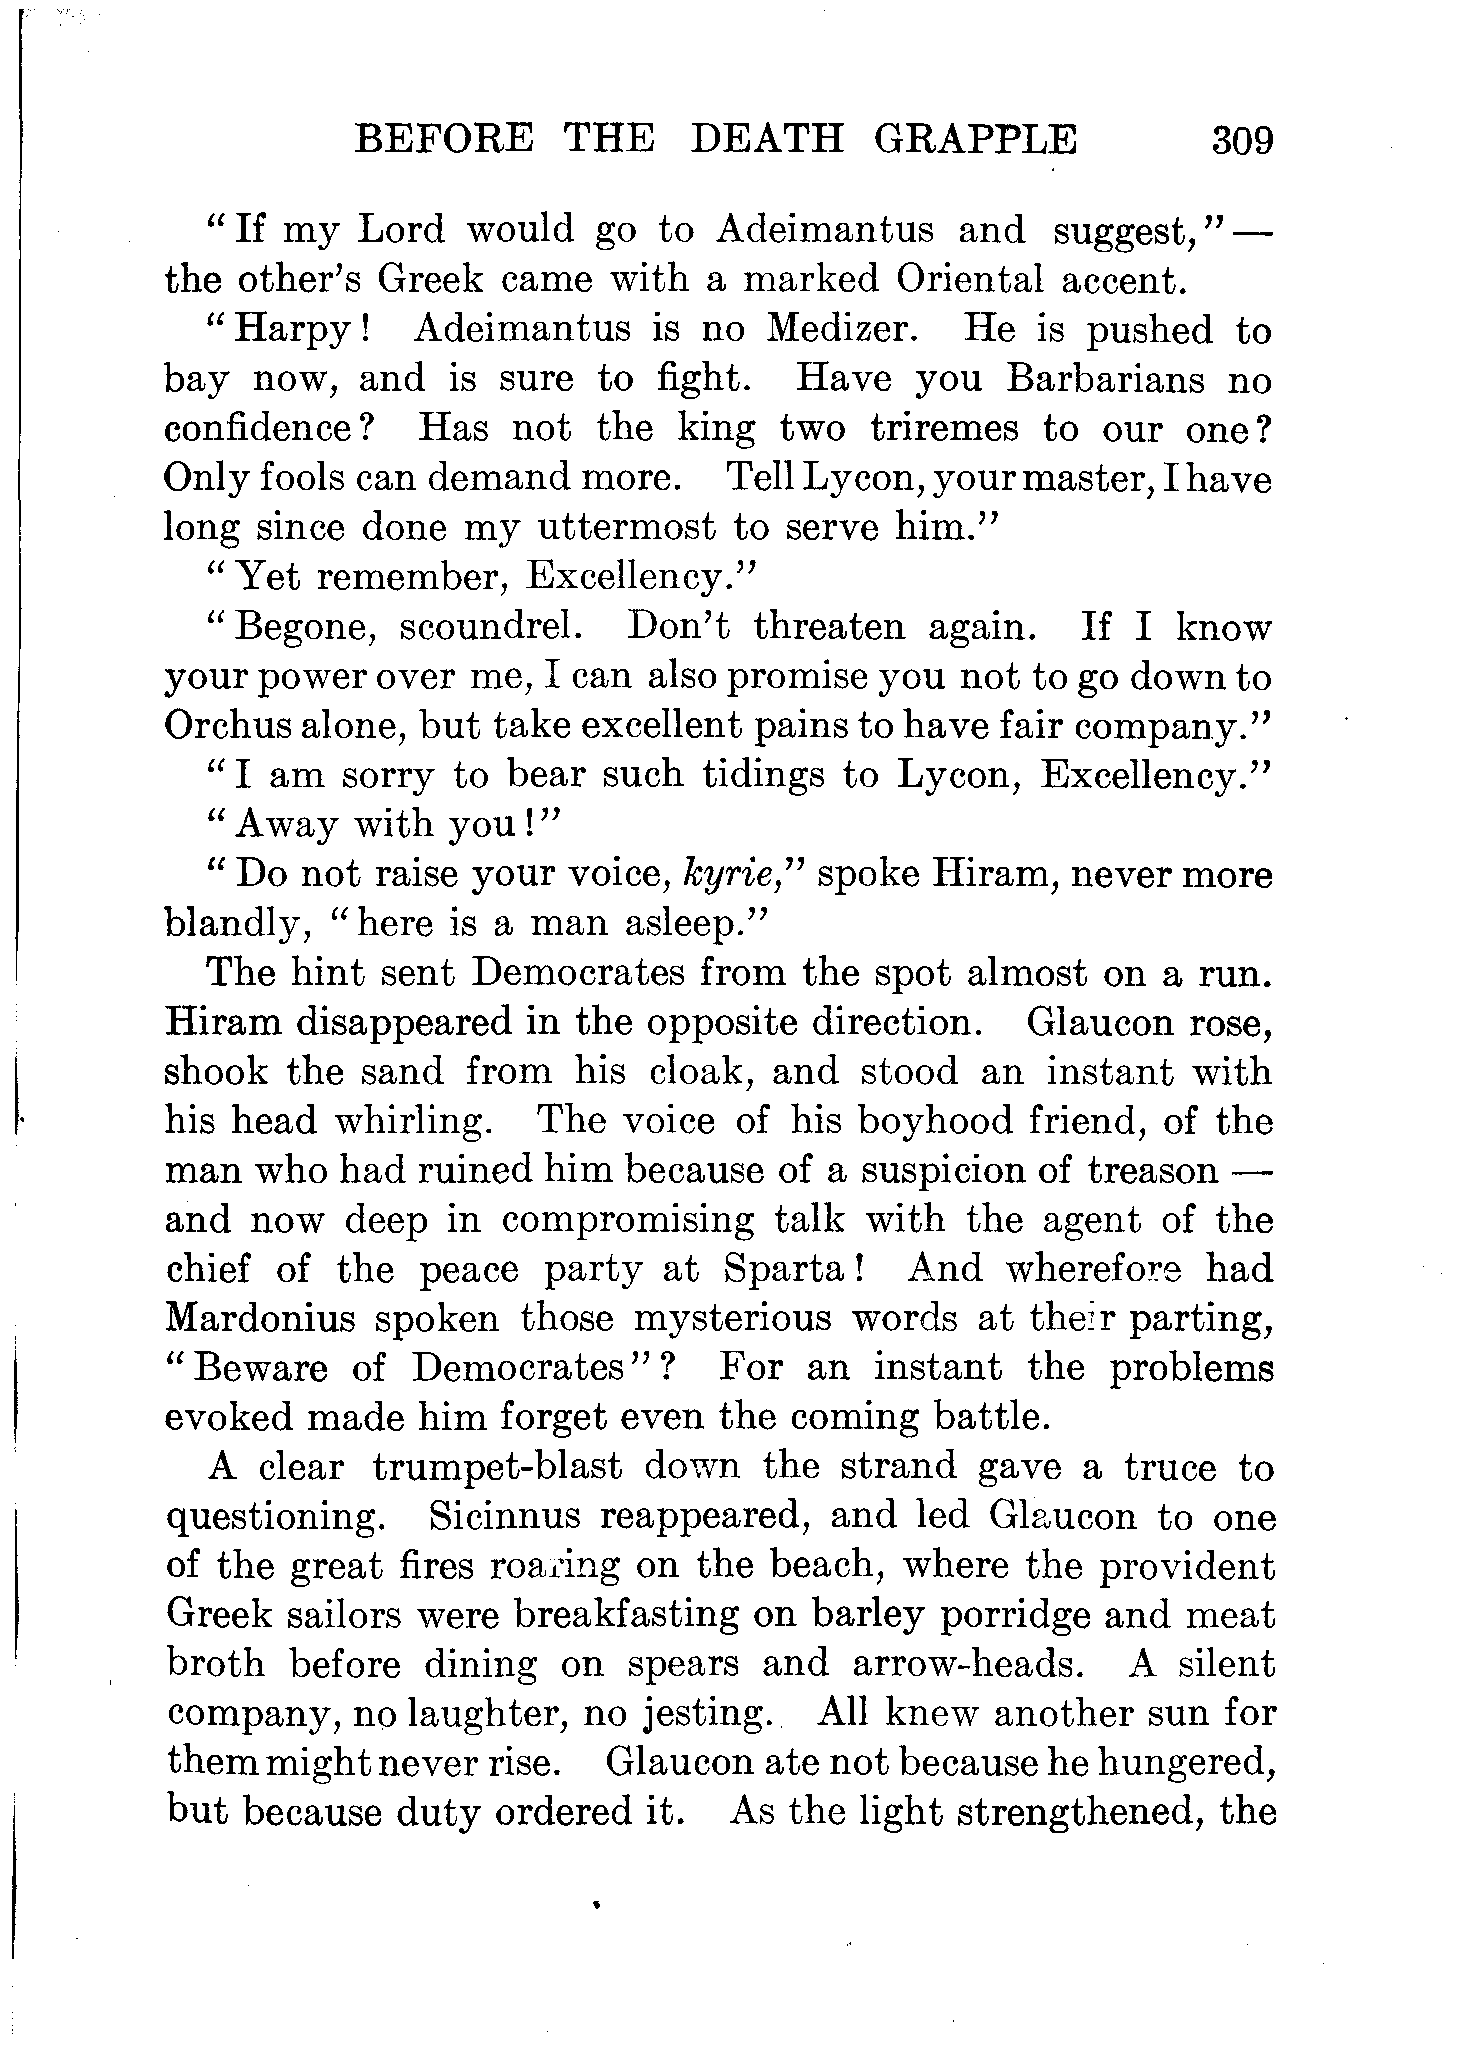 BEFORE THE DEATH GRAPPLE 309
"If my Lord would go to Adeimantus and suggest,"—
the other's Greek came with a marked Oriental accent.
"Harpy! Adeimantus is no Medizer. He is pushed to
bay now, and is sure to fight. Have you Barbarians no
confidence? Has not the king two triremes to our one?
Only fools can demand more. Tell Lycon, your master, I have
long since done my uttermost to serve him."
"Yet remember, Excellency."
"Begone, scoundrel. Don't threaten again. If I know
your power over me, I can also promise you not to go down to
Orchus alone, but take excellent pains to have fair company."
"I am sorry to bear such tidings to Lycon, Excellency."
"Away with you!"
"Do not raise your voice, kyrie," spoke Hiram, never more
blandly, "here is a man asleep."
The hint sent Democrates from the spot almost on a run.
Hiram disappeared in the opposite direction. Glaucon rose,
shook the sand from his cloak, and stood an instant with
his head whirling. The voice of his boyhood friend, of the
man who had ruined him because of a suspicion of treason —
and now deep in compromising talk with the agent of the
chief of the peace party at Sparta! And wherefore had
Mardonius spoken those mysterious words at their parting,
"Beware of Democrates"? For an instant the problems
evoked made him forget even the coming battle.
A clear trumpet-blast down the strand gave a truce to
questioning. Sicinnus reappeared, and led Glaucon to one
of the great fires roaring on the beach, where the provident
Greek sailors were breakfasting on barley porridge and meat
broth before dining on spears and arrow-heads. A silent
company, no laughter, no jesting. All knew another sun for
them might never rise. Glaucon ate not because he hungered,
but because duty ordered it. As the light strengthened, the